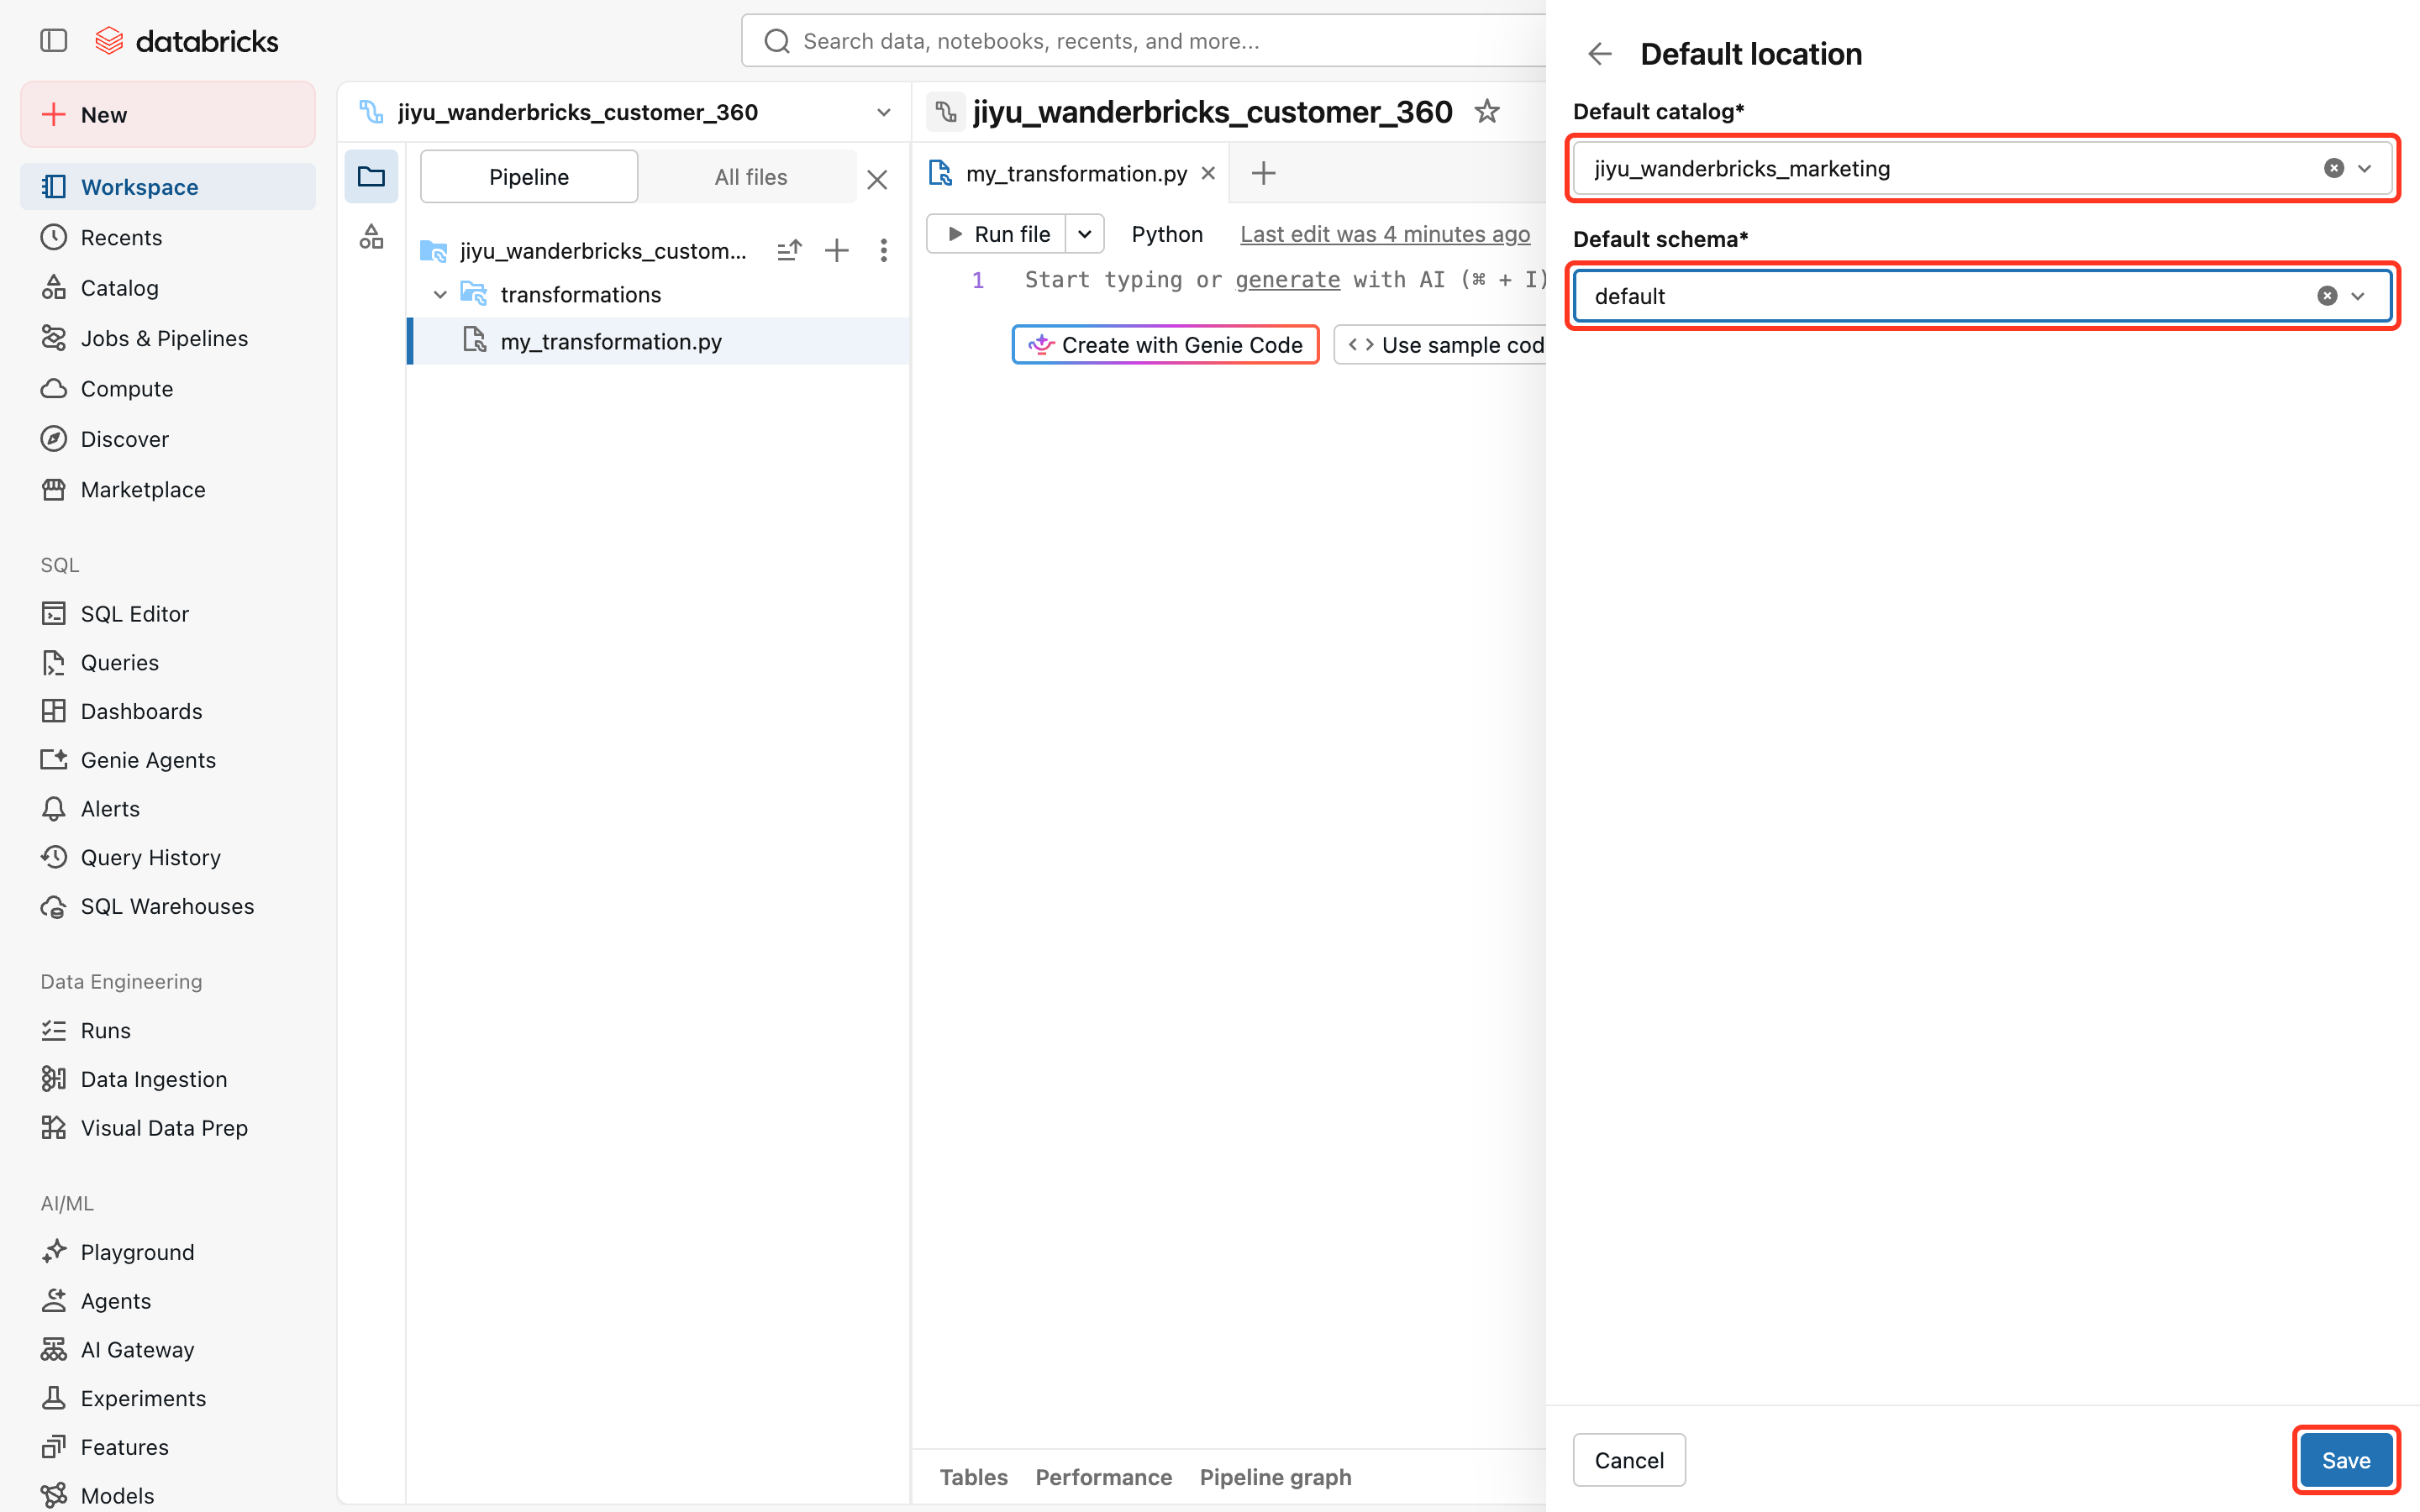 databricks
Search data, notebooks, recents, and more...
New
Workspace
Recents
Catalog
Jobs & Pipelines
Compute
Discover
Marketplace
SQL
SQL Editor
Queries
Dashboards
Genie Agents
Alerts
Query History
SQL Warehouses
Data Engineering
Runs
Data Ingestion
Visual Data Prep
AI/ML
Playground
Agents
AI Gateway
Experiments
Features
Models
jiyu_wanderbricks_customer_360
Pipeline
All files
jiyu_wanderbricks_custom...
transformations
my_transformation.py
jiyu_wanderbricks_customer_360
my_transformation.py
Run file
Python
Last edit was 4 minutes ago
1 Start typing or generate with AI (⌘ + I)
Create with Genie Code
Use sample cod
Tables
Performance
Pipeline graph
Default location
Default catalog*
jiyu_wanderbricks_marketing
Default schema*
default
Cancel
Save